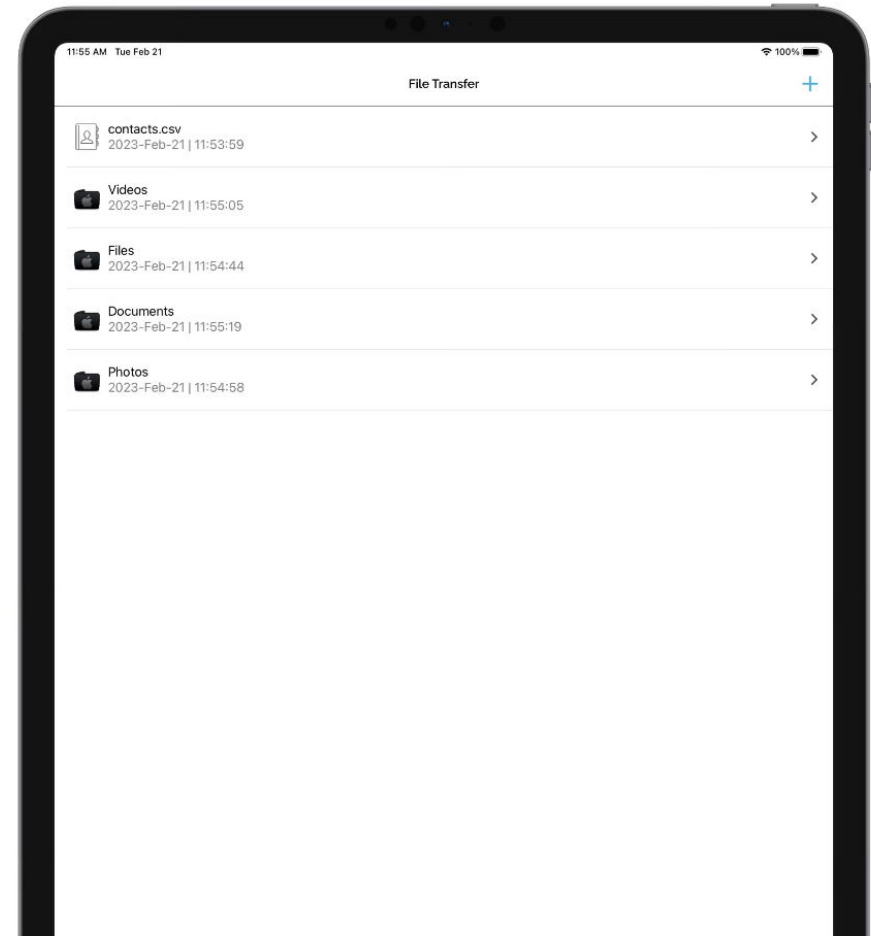 11:55 AM Tue Feb 21 100%
File Transfer
contacts.csv
2023-Feb-21 | 11:53:59
Videos
2023-Feb-21 | 11:55:05
Files
2023-Feb-21 | 11:54:44
Documents
2023-Feb-21 | 11:55:19
Photos
2023-Feb-21 | 11:54:58